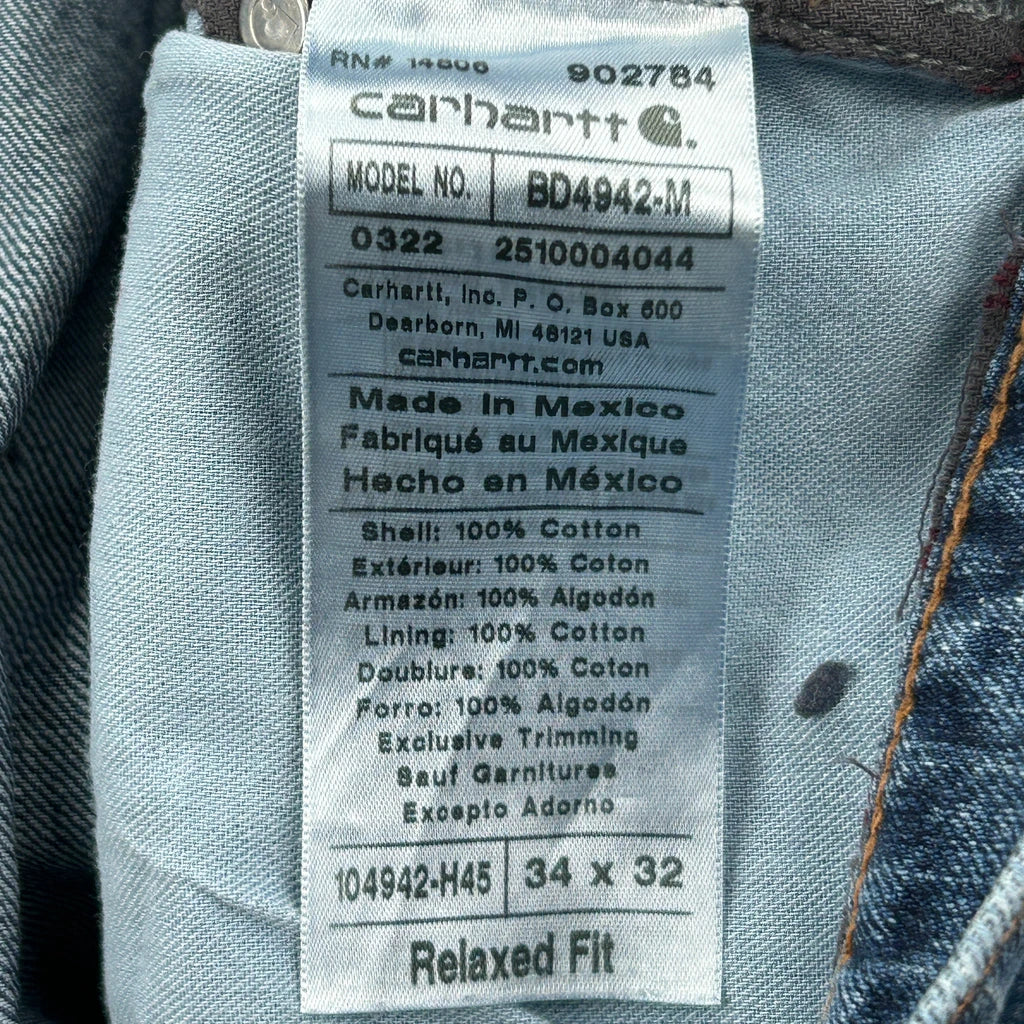 RN# 14806 902784
carhartt
MODEL NO. BD4942-M
0322 2510004044
Carhartt, Inc. P. O. Box 600
Dearborn, MI 48121 USA
carhartt.com
Made in Mexico
Fabriqué au Mexique
Hecho en México
Shell: 100% Cotton
Extérieur: 100% Coton
Armazón: 100% Algodón
Lining: 100% Cotton
Doublure: 100% Coton
Forro: 100% Algodón
Exclusive Trimming
Sauf Garnitures
Excepto Adorno
104942-H45 34 x 32
Relaxed Fit